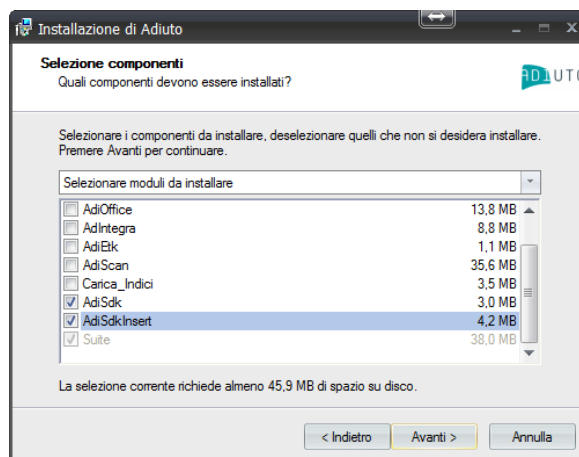 Installazione di Adiuto
Selezione componenti
Quali componenti devono essere installati?
ADIUTO
Selezionare i componenti da installare, deselezionare quelli che non si desidera installare.
Premere Avanti per continuare.
Selezionare moduli da installare
AdiOffice 13,8 MB
AdIntegra 8,8 MB
AdiEtk 1,1 MB
AdiScan 35,6 MB
Carica_Indici 3,5 MB
AdiSdk 3,0 MB
AdiSdkInsert 4,2 MB
Suite 38,0 MB
La selezione corrente richiede almeno 45,9 MB di spazio su disco.
< Indietro Avanti > Annulla